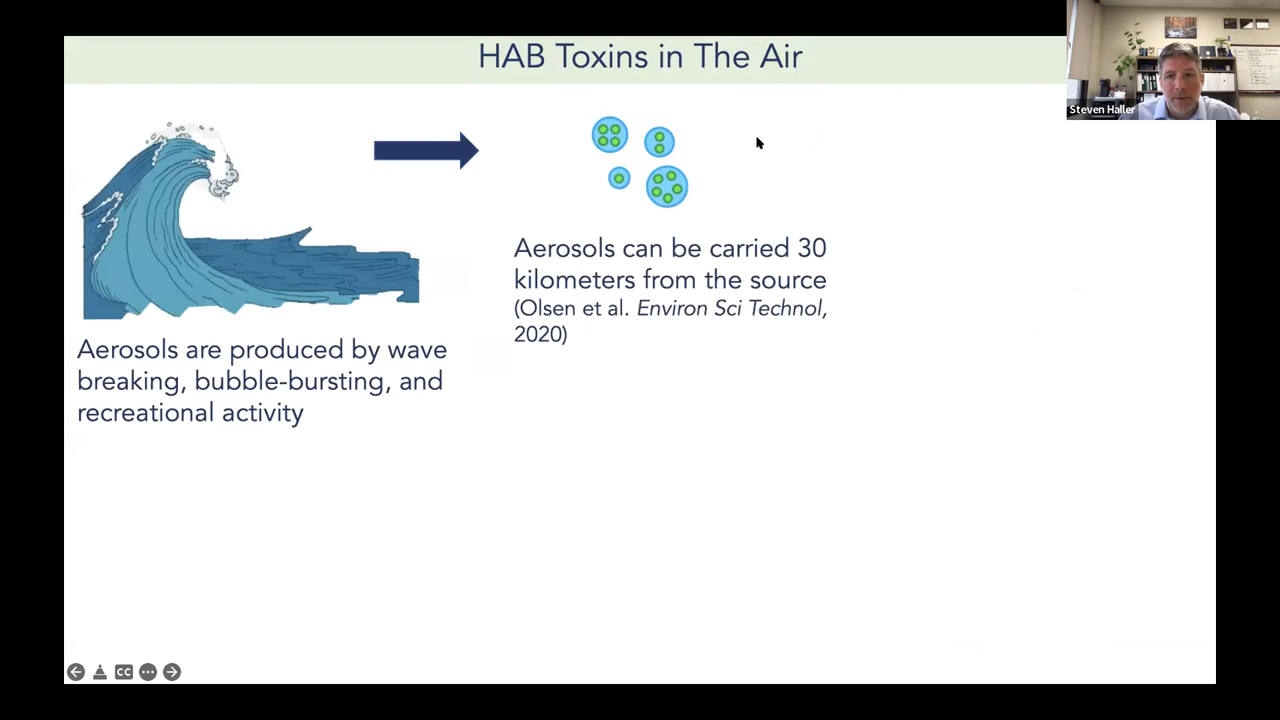 HAB Toxins in The Air
Steven Haller
Aerosols can be carried 30
kilometers from the source
(Olsen et al. Environ Sci Technol,
2020)
Aerosols are produced by wave
breaking, bubble-bursting, and
recreational activity
CC